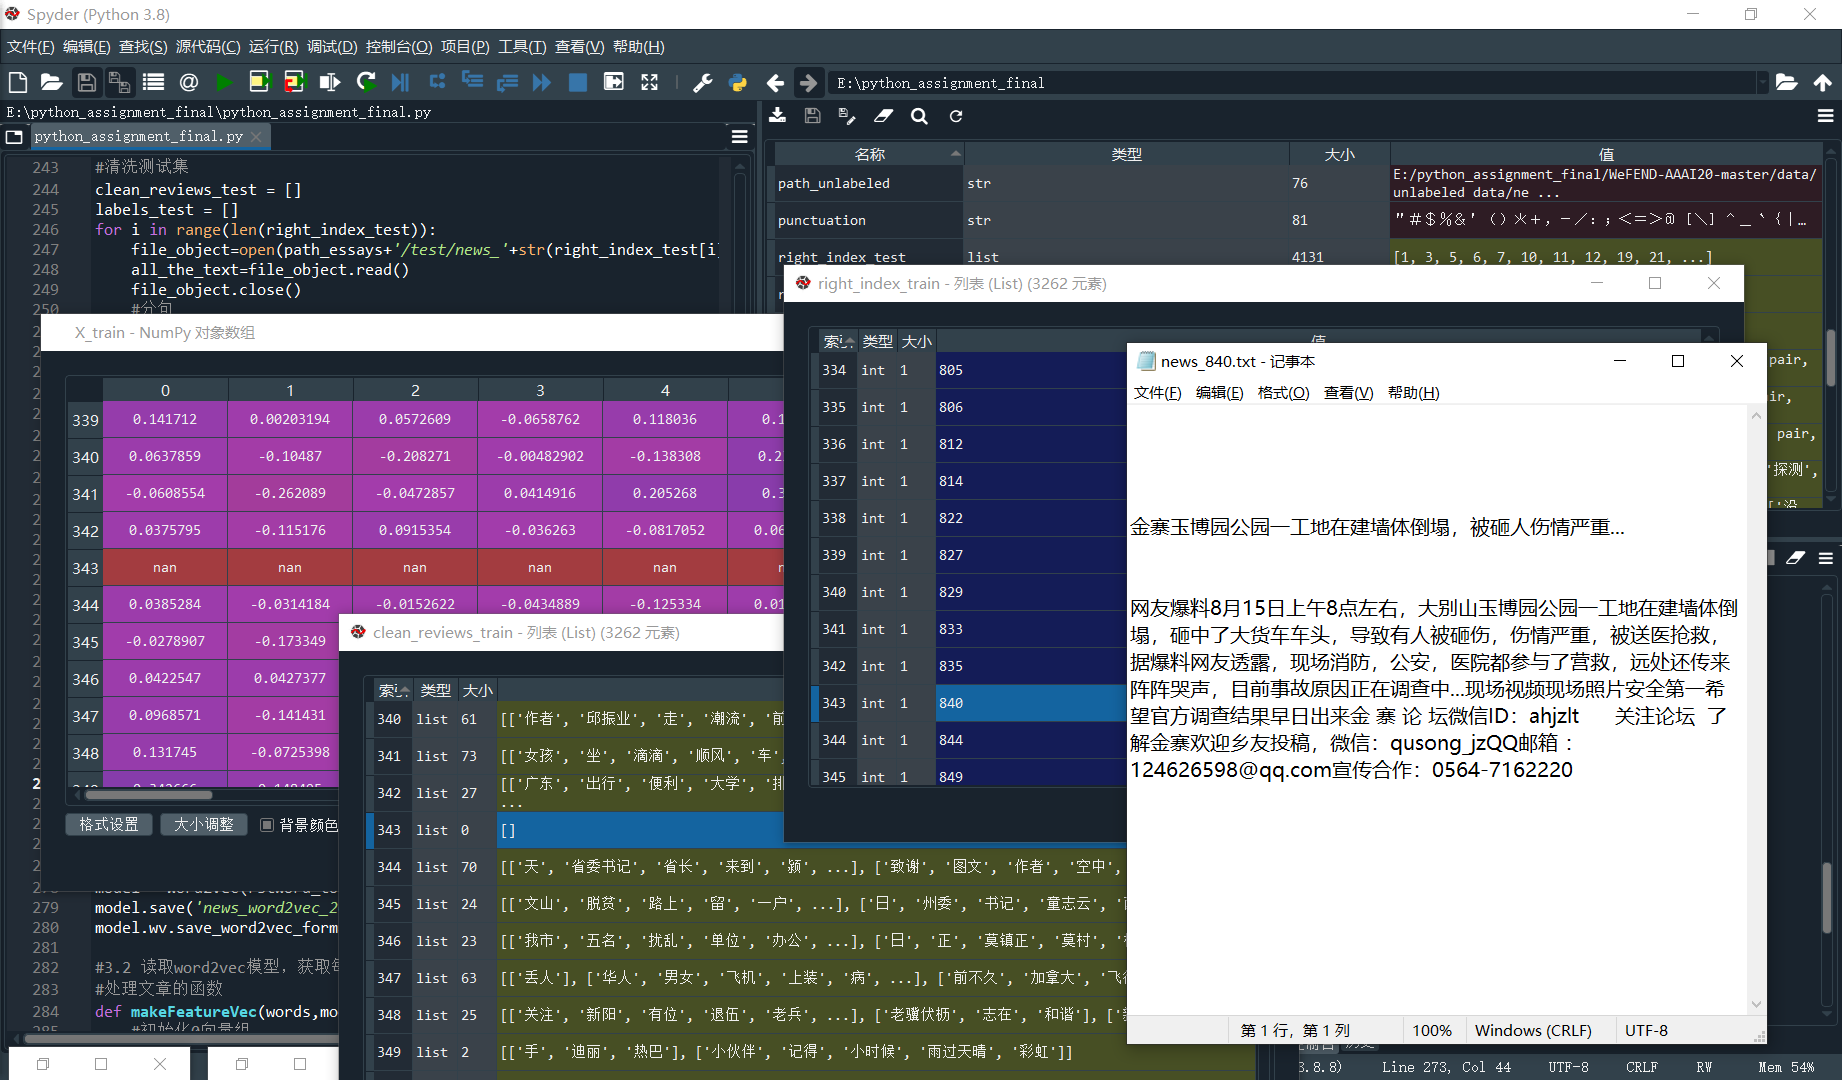 Spyder (Python 3.8)
文件(F) 编辑(E) 查找(S) 源代码(C) 运行(R) 调试(D) 控制台(O) 项目(P) 工具(T) 查看(V) 帮助(H)
E:\python_assignment_final
E:\python_assignment_final\python_assignment_final.py
python_assignment_final.py
243 #清洗测试集
244 clean_reviews_test = []
245 labels_test = []
246 for i in range(len(right_index_test)):
247 file_object=open(path_essays+'/test/news_'+str(right_index_test[i
248 all_the_text=file_object.read()
249 file_object.close()
250 #分句
名称 类型 大小 值
path_unlabeled str 76 E:/python_assignment_final/WeFEND-AAAI20-master/data/
unlabeled data/ne ...
punctuation str 81
right_index_test list 4131 [1, 3, 5, 6, 7, 10, 11, 12, 19, 21, ...]
pair,
pair,
'探测',
X_train - NumPy 对象数组
0 1 2 3 4
339 0.141712 0.00203194 0.0572609 -0.0658762 0.118036
340 0.0637859 -0.10487 -0.208271 -0.00482902 -0.138308
341 -0.0608554 -0.262089 -0.0472857 0.0414916 0.205268
342 0.0375795 -0.115176 0.0915354 -0.036263 -0.0817052
343 nan nan nan nan nan
344 0.0385284 -0.0314184 -0.0152622 -0.0434889 -0.125334
345 -0.0278907 -0.173349
346 0.0422547 0.0427377
347 0.0968571 -0.141431
348 0.131745 -0.0725398
格式设置 大小调整 背景颜色
279 model.save('news_word2vec_2
280 model.wv.save_word2vec_form
281
282 #3.2 读取word2vec模型，获取
283 #处理文章的函数
284 def makeFeatureVec(words,mo
right_index_train - 列表 (List) (3262 元素)
索引 类型 大小 值
334 int 1 805
335 int 1 806
336 int 1 812
337 int 1 814
338 int 1 822
339 int 1 827
340 int 1 829
341 int 1 833
342 int 1 835
343 int 1 840
344 int 1 844
345 int 1 849
clean_reviews_train - 列表 (List) (3262 元素)
索引 类型 大小
340 list 61 [['作者', '邱振业', '走', '潮流', '前
341 list 73 [['女孩', '坐', '滴滴', '顺风', '车',
342 list 27 [['广东', '出行', '便利', '大学', '排
...
343 list 0 []
344 list 70 [['天', '省委书记', '省长', '来到', '颍', ...], ['致谢', '图文', '作者', '空中',
345 list 24 [['文山', '脱贫', '路上', '留', '一户', ...], ['日', '州委', '书记', '童志云',
346 list 23 [['我市', '五名', '扰乱', '单位', '办公', ...], ['日', '正', '莫镇正', '莫村',
347 list 63 [['丢人'], ['华人', '男女', '飞机', '上装', '病', ...], ['前不久', '加拿大',
348 list 25 [['关注', '新阳', '有位', '退伍', '老兵', ...], ['老骥伏枥', '志在', '和谐'],
349 list 2 [['手', '迪丽', '热巴'], ['小伙伴', '记得', '小时候', '雨过天晴', '彩虹']]
news_840.txt - 记事本
文件(F) 编辑(E) 格式(O) 查看(V) 帮助(H)
金寨玉博园公园一工地在建墙体倒塌，被砸人伤情严重...
网友爆料8月15日上午8点左右，大别山玉博园公园一工地在建墙体倒
塌，砸中了大货车车头，导致有人被砸伤，伤情严重，被送医抢救，
据爆料网友透露，现场消防，公安，医院都参与了营救，远处还传来
阵阵哭声，目前事故原因正在调查中...现场视频现场照片安全第一希
望官方调查结果早日出来金 寨 论 坛微信ID：ahjzlt 关注论坛 了
解金寨欢迎乡友投稿，微信：qusong_jzQQ邮箱：
124626598@qq.com宣传合作：0564-7162220
第 1 行，第 1 列 100% Windows (CRLF) UTF-8
Line 273, Col 44 UTF-8 CRLF RW Mem 54%